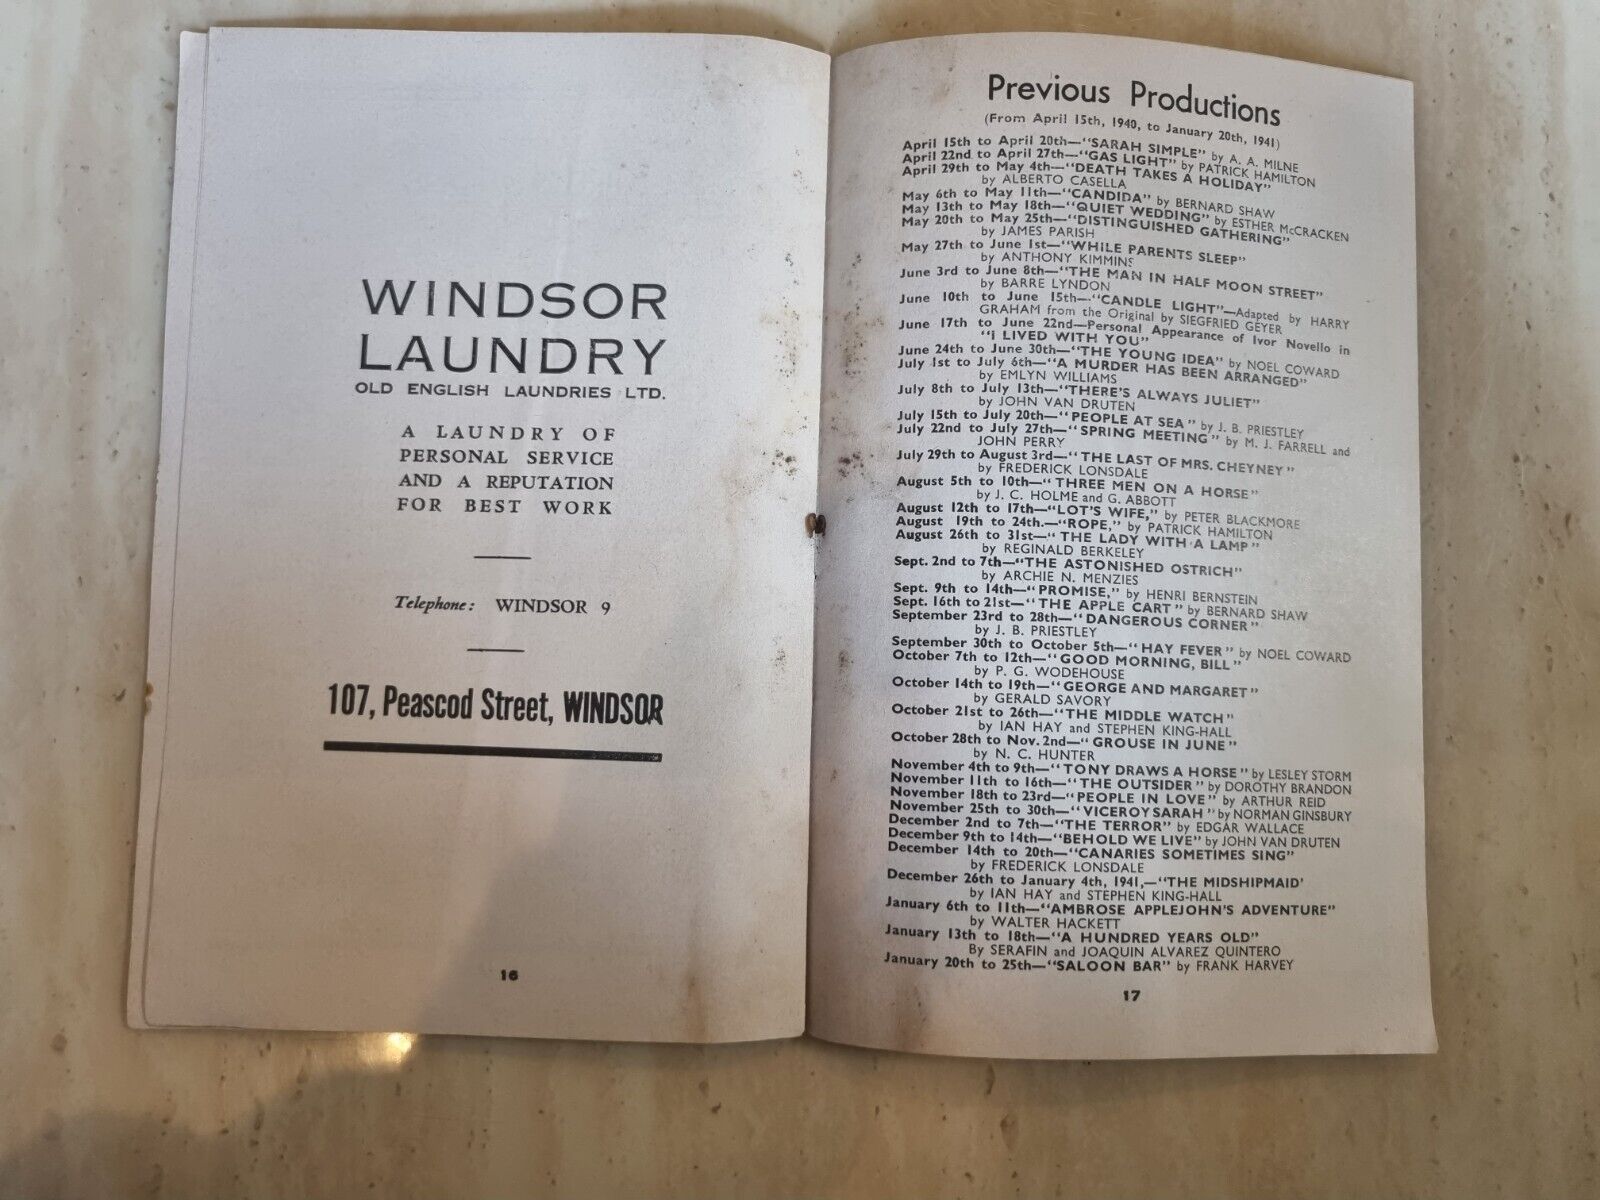 WINDSOR
LAUNDRY
OLD ENGLISH LAUNDRIES LTD.
A LAUNDRY OF
PERSONAL SERVICE
AND A REPUTATION
FOR BEST WORK
Telephone: WINDSOR 9
107, Peascod Street, WINDSOR
16
Previous Productions
(From April 15th, 1940, to January 20th, 1941)
April 15th to April 20th—"SARAH SIMPLE" by A. A. MILNE
April 22nd to April 27th—"GAS LIGHT" by PATRICK HAMILTON
April 29th to May 4th—"DEATH TAKES A HOLIDAY"
by ALBERTO CASELLA
May 6th to May 11th—"CANDIDA" by BERNARD SHAW
May 13th to May 18th—"QUIET WEDDING" by ESTHER McCRACKEN
May 20th to May 25th—"DISTINGUISHED GATHERING"
by JAMES PARISH
May 27th to June 1st—"WHILE PARENTS SLEEP"
by ANTHONY KIMMINS
June 3rd to June 8th—"THE MAN IN HALF MOON STREET"
by BARRE LYNDON
June 10th to June 15th—"CANDLE LIGHT"—Adapted by HARRY
GRAHAM from the Original by SIEGFRIED GEYER
June 17th to June 22nd—Personal Appearance of Ivor Novello in
"I LIVED WITH YOU"
June 24th to June 30th—"THE YOUNG IDEA" by NOEL COWARD
July 1st to July 6th—"A MURDER HAS BEEN ARRANGED"
by EMLYN WILLIAMS
July 8th to July 13th—"THERE'S ALWAYS JULIET"
by JOHN VAN DRUTEN
July 15th to July 20th—"PEOPLE AT SEA" by J. B. PRIESTLEY
July 22nd to July 27th—"SPRING MEETING" by M. J. FARRELL and
JOHN PERRY
July 29th to August 3rd—"THE LAST OF MRS. CHEYNEY"
by FREDERICK LONSDALE
August 5th to 10th—"THREE MEN ON A HORSE"
by J. C. HOLME and G. ABBOTT
August 12th to 17th—"LOT'S WIFE," by PETER BLACKMORE
August 19th to 24th.—"ROPE," by PATRICK HAMILTON
August 26th to 31st—"THE LADY WITH A LAMP"
by REGINALD BERKELEY
Sept. 2nd to 7th—"THE ASTONISHED OSTRICH"
by ARCHIE N. MENZIES
Sept. 9th to 14th—"PROMISE," by HENRI BERNSTEIN
Sept. 16th to 21st—"THE APPLE CART" by BERNARD SHAW
September 23rd to 28th—"DANGEROUS CORNER"
by J. B. PRIESTLEY
September 30th to October 5th—"HAY FEVER" by NOEL COWARD
October 7th to 12th—"GOOD MORNING, BILL"
by P. G. WODEHOUSE
October 14th to 19th—"GEORGE AND MARGARET"
by GERALD SAVORY
October 21st to 26th—"THE MIDDLE WATCH"
by IAN HAY and STEPHEN KING-HALL
October 28th to Nov. 2nd—"GROUSE IN JUNE"
by N. C. HUNTER
November 4th to 9th—"TONY DRAWS A HORSE" by LESLEY STORM
November 11th to 16th—"THE OUTSIDER" by DOROTHY BRANDON
November 18th to 23rd—"PEOPLE IN LOVE" by ARTHUR REID
November 25th to 30th—"VICEROY SARAH" by NORMAN GINSBURY
December 2nd to 7th—"THE TERROR" by EDGAR WALLACE
December 9th to 14th—"BEHOLD WE LIVE" by JOHN VAN DRUTEN
December 14th to 20th—"CANARIES SOMETIMES SING"
by FREDERICK LONSDALE
December 26th to January 4th, 1941,—"THE MIDSHIPMAID'
by IAN HAY and STEPHEN KING-HALL
January 6th to 11th—"AMBROSE APPLEJOHN'S ADVENTURE"
by WALTER HACKETT
January 13th to 18th—"A HUNDRED YEARS OLD"
By SERAFIN and JOAQUIN ALVAREZ QUINTERO
January 20th to 25th—"SALOON BAR" by FRANK HARVEY
17